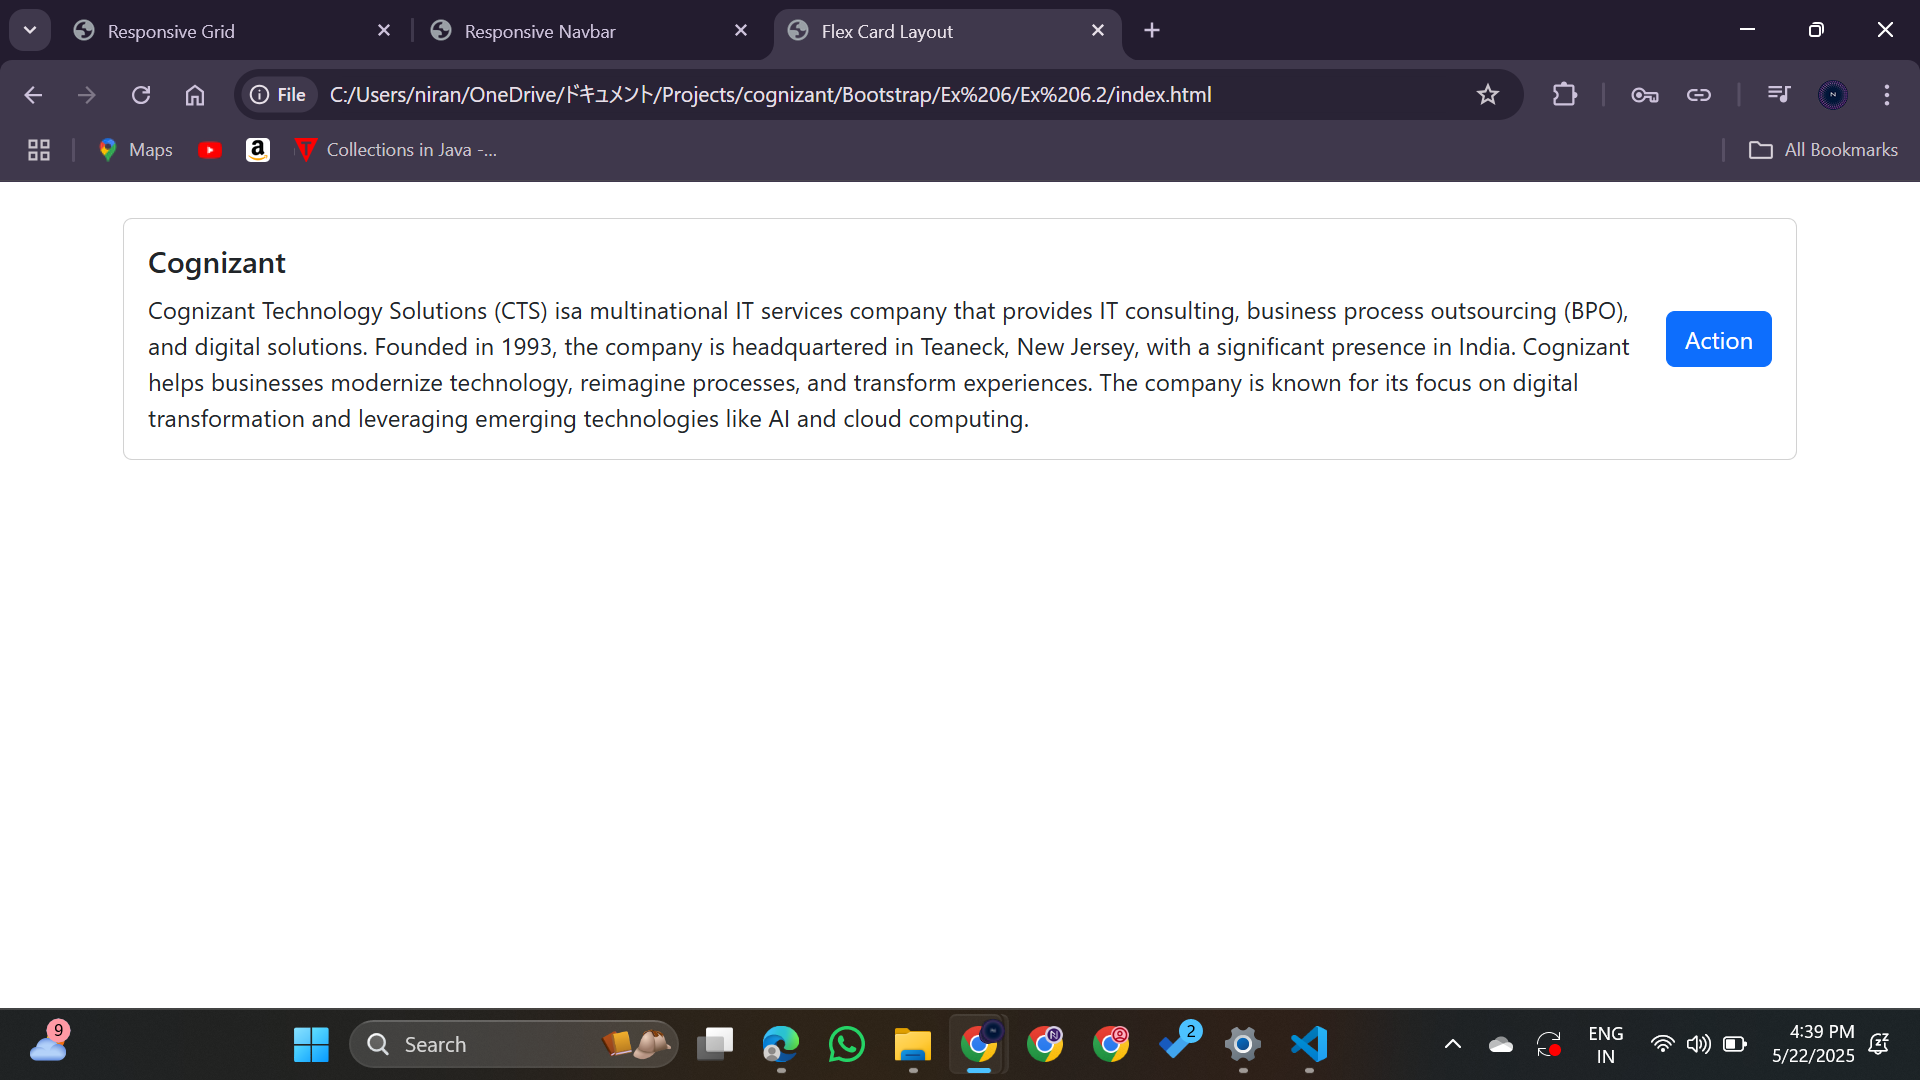 Responsive Grid
Responsive Navbar
Flex Card Layout
File
C:/Users/niran/OneDrive/ドキュメント/Projects/cognizant/Bootstrap/Ex%206/Ex%206.2/index.html
Maps
a
T
Collections in Java -...
All Bookmarks
Cognizant
Cognizant Technology Solutions (CTS) isa multinational IT services company that provides IT consulting, business process outsourcing (BPO),
and digital solutions. Founded in 1993, the company is headquartered in Teaneck, New Jersey, with a significant presence in India. Cognizant
helps businesses modernize technology, reimagine processes, and transform experiences. The company is known for its focus on digital
transformation and leveraging emerging technologies like AI and cloud computing.
Action
9
Search
2
ENG
IN
4:39 PM
5/22/2025